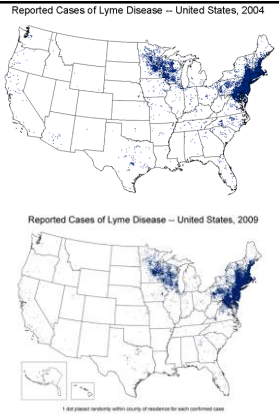 Reported Cases of Lyme Disease -- United States, 2004
Reported Cases of Lyme Disease -- United States, 2009
1 dot placed randomly within county of residence for each confirmed case